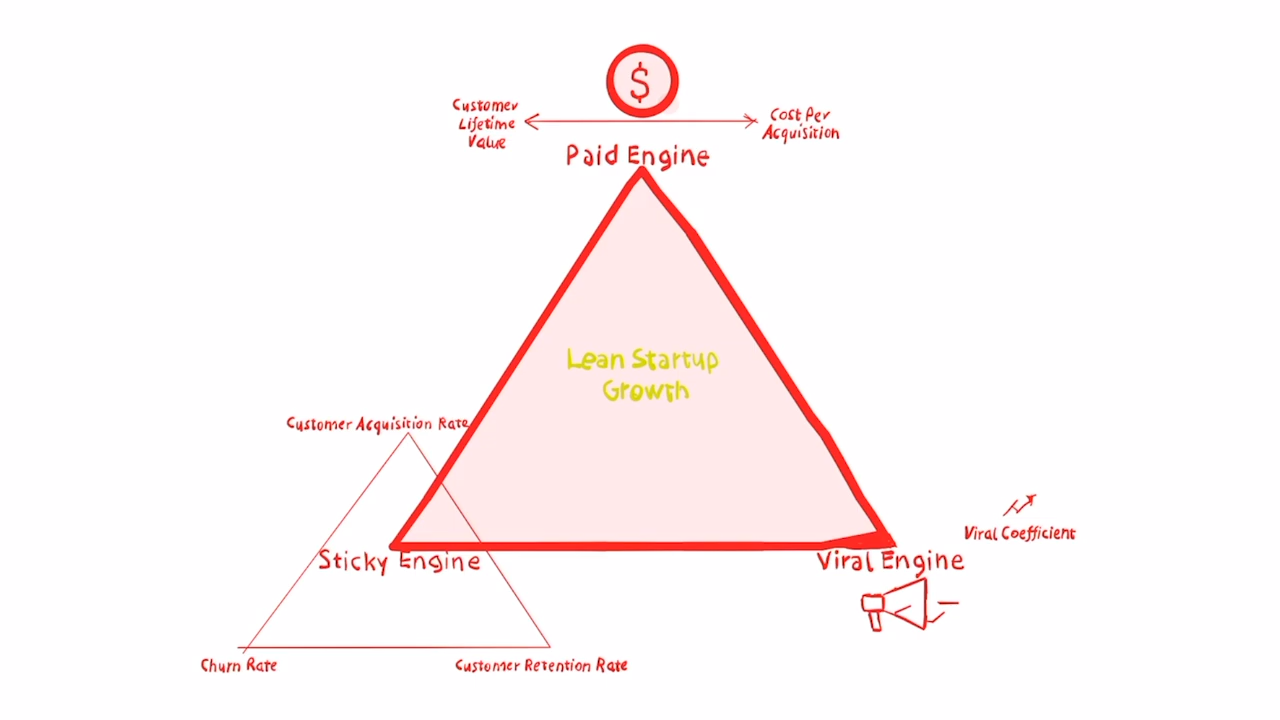 $
Customer
Lifetime
Value
Cost Per
Acquisition
Paid Engine
Lean Startup
Growth
Customer Acquisition Rate
Sticky Engine
Churn Rate
Customer Retention Rate
Viral Coefficient
Viral Engine